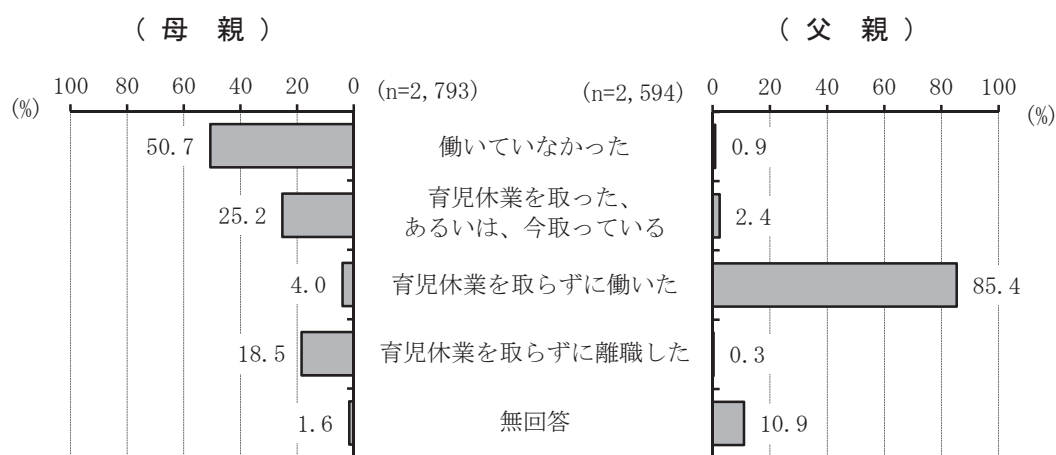 （ 母　親 ）
（ 父　親 ）
100 80 60 40 20 0
(n=2,793)
(n=2,594)
0 20 40 60 80 100
(%)
(%)
50.7
働いていなかった
0.9
25.2
育児休業を取った、
あるいは、今取っている
2.4
4.0
育児休業を取らずに働いた
85.4
18.5
育児休業を取らずに離職した
0.3
1.6
無回答
10.9